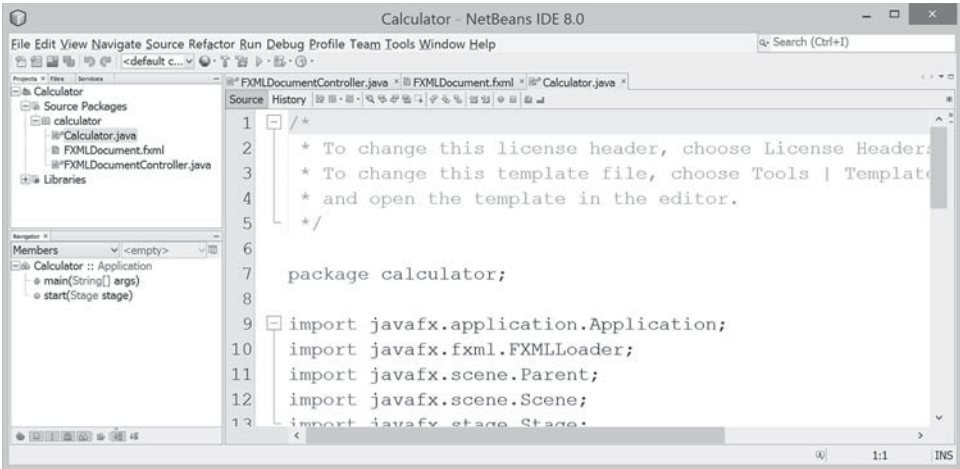 Calculator - NetBeans IDE 8.0
File Edit View Navigate Source Refactor Run Debug Profile Team Tools Window Help
Search (Ctrl+I)
<default c...
Projects Files Services
Calculator
Source Packages
calculator
Calculator.java
FXMLDocument.fxml
FXMLDocumentController.java
Libraries
Navigator
Members <empty>
Calculator :: Application
main(String[] args)
start(Stage stage)
FXMLDocumentController.java FXMLDocument.fxml Calculator.java
Source History
1 /*
2 * To change this license header, choose License Headers
3 * To change this template file, choose Tools | Template
4 * and open the template in the editor.
5 */
6
7 package calculator;
8
9 import javafx.application.Application;
10 import javafx.fxml.FXMLLoader;
11 import javafx.scene.Parent;
12 import javafx.scene.Scene;
13 import javafx.stage.Stage;
1:1 INS